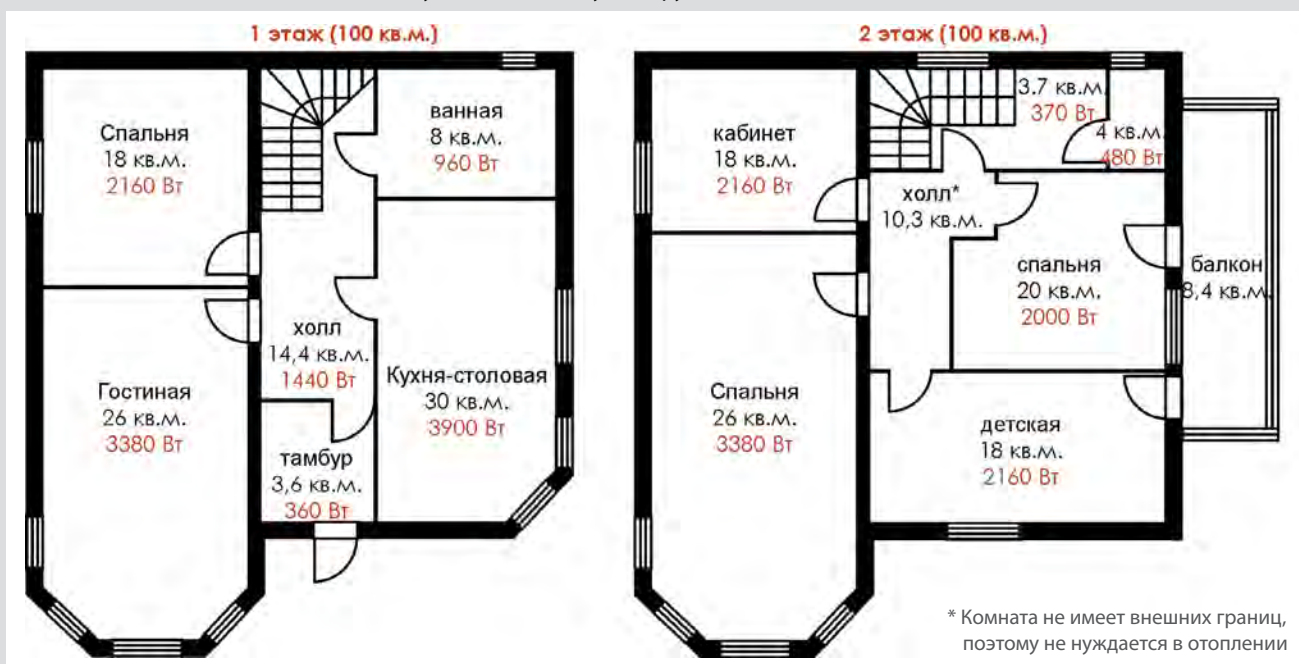 1 этаж (100 кв.м.)
Спальня
18 кв.м.
2160 Вт
ванная
8 кв.м.
960 Вт
холл
14,4 кв.м.
1440 Вт
Гостиная
26 кв.м.
3380 Вт
Кухня-столовая
30 кв.м.
3900 Вт
тамбур
3,6 кв.м.
360 Вт
2 этаж (100 кв.м.)
кабинет
18 кв.м.
2160 Вт
3.7 кв.м.
370 Вт
4 кв.м.
480 Вт
холл*
10,3 кв.м.
спальня
20 кв.м.
2000 Вт
балкон
8,4 кв.м.
Спальня
26 кв.м.
3380 Вт
детская
18 кв.м.
2160 Вт
* Комната не имеет внешних границ,
поэтому не нуждается в отоплении